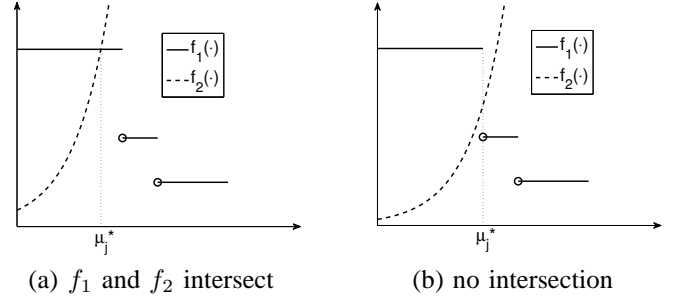 f₁(·)
f₂(·)
μⱼ*
(a) f₁ and f₂ intersect
f₁(·)
f₂(·)
μⱼ*
(b) no intersection